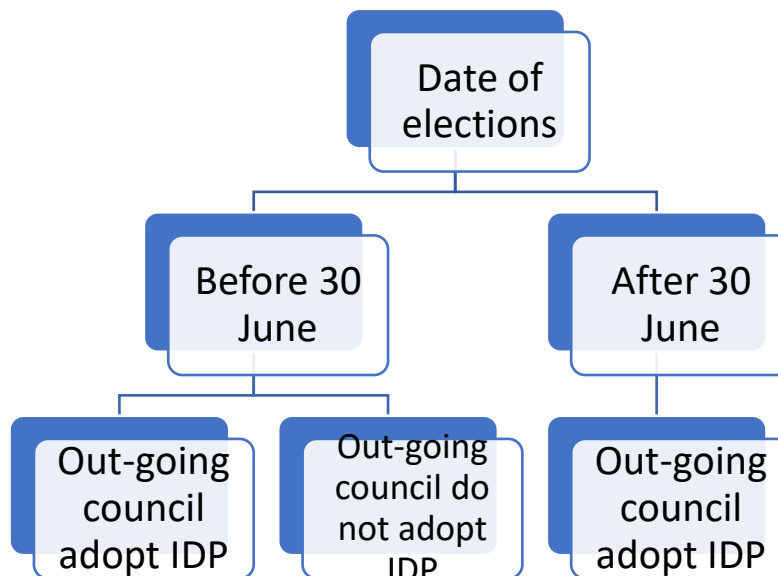 Date of
elections
Before 30
June
After 30
June
Out-going
council
adopt IDP
Out-going
council do
not adopt
IDP
Out-going
council
adopt IDP